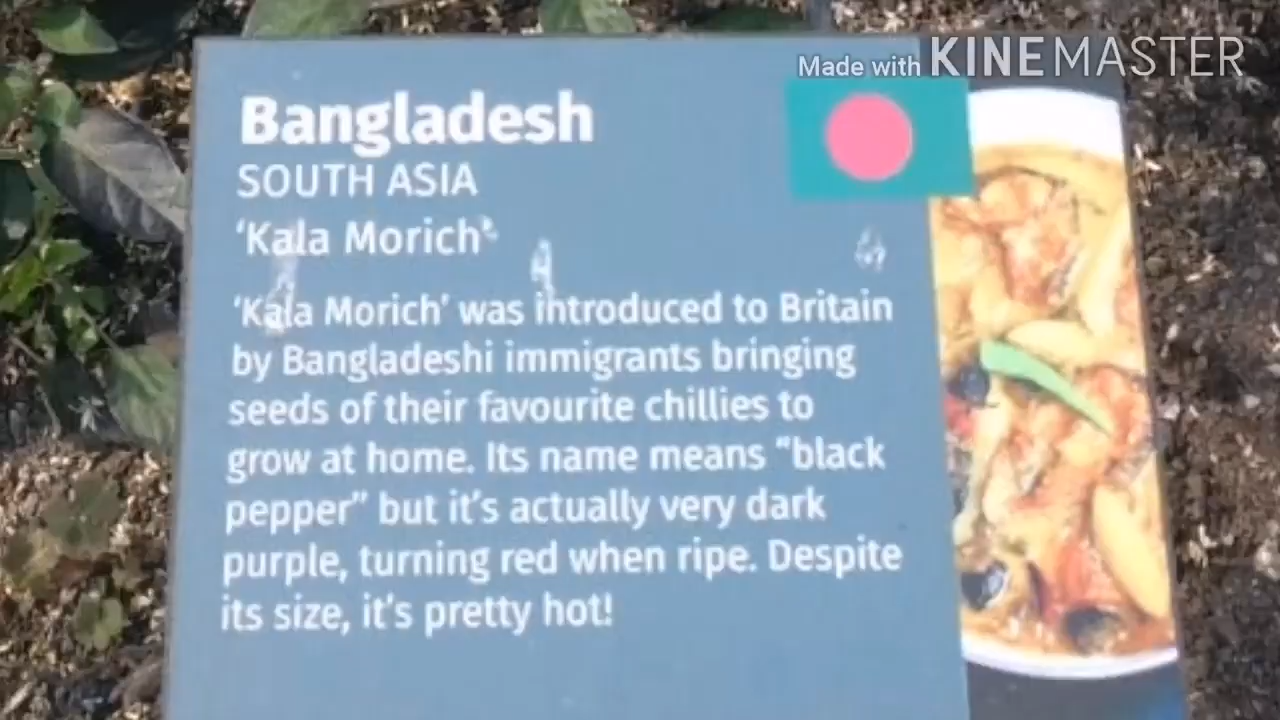 Made with KINEMASTER
Bangladesh
SOUTH ASIA
‘Kala Morich’
‘Kala Morich’ was introduced to Britain
by Bangladeshi immigrants bringing
seeds of their favourite chillies to
grow at home. Its name means “black
pepper” but it’s actually very dark
purple, turning red when ripe. Despite
its size, it’s pretty hot!